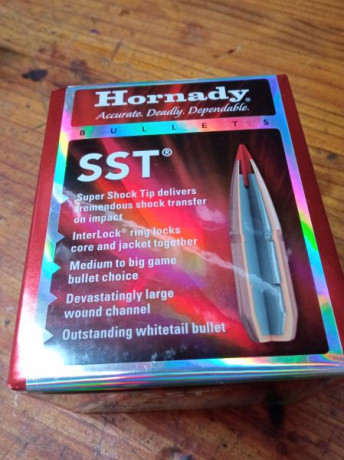 Hornady®
Accurate. Deadly. Dependable.
BULLETS
SST®
Super Shock Tip delivers
tremendous shock transfer
on impact
InterLock® ring locks
core and jacket together
Medium to big game
bullet choice
Devastatingly large
wound channel
Outstanding whitetail bullet